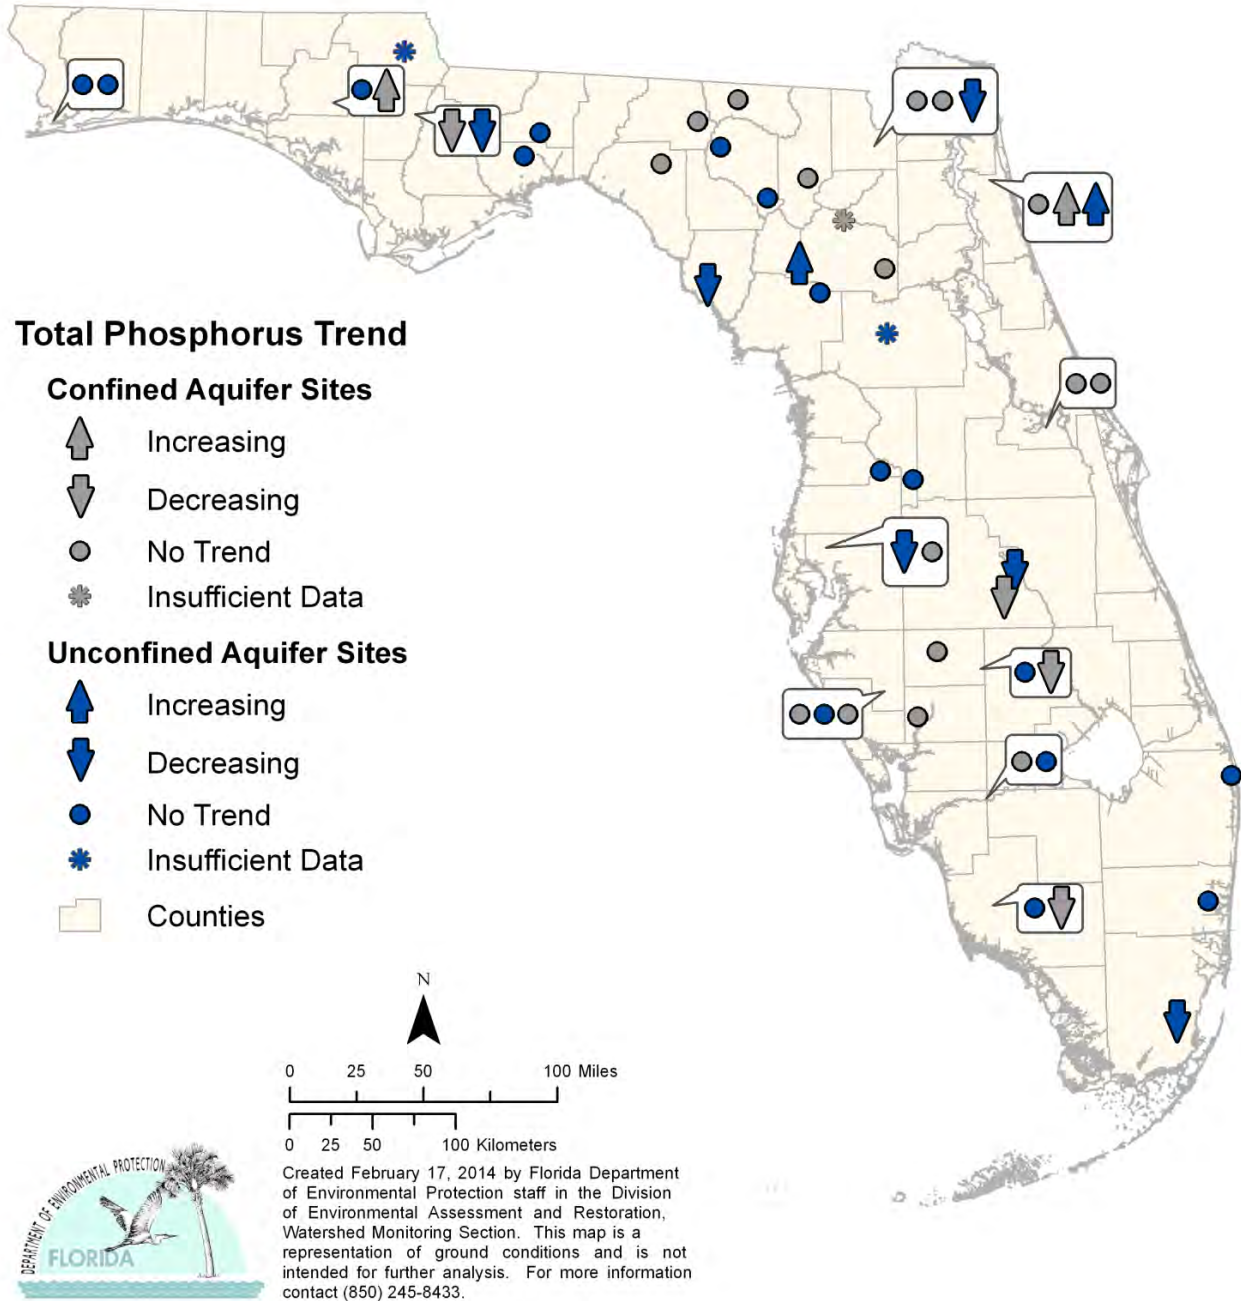 Total Phosphorus Trend
Confined Aquifer Sites
Increasing
Decreasing
No Trend
Insufficient Data
Unconfined Aquifer Sites
Increasing
Decreasing
No Trend
Insufficient Data
Counties
N
0 25 50 100 Miles
0 25 50 100 Kilometers
Created February 17, 2014 by Florida Department
of Environmental Protection staff in the Division
of Environmental Assessment and Restoration,
Watershed Monitoring Section. This map is a
representation of ground conditions and is not
intended for further analysis. For more information
contact (850) 245-8433.
DEPARTMENT OF ENVIRONMENTAL PROTECTION
FLORIDA